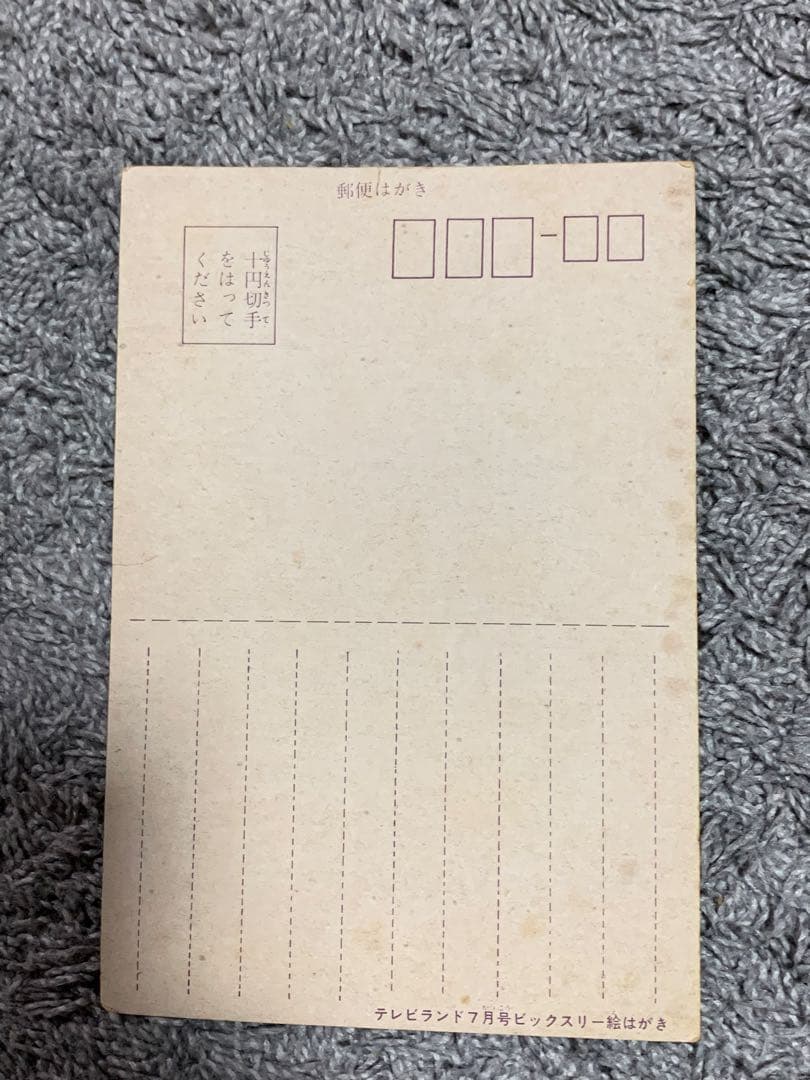 郵便はがき
十円切手
をはって
ください
テレビランド7月号ビックスリー絵はがき